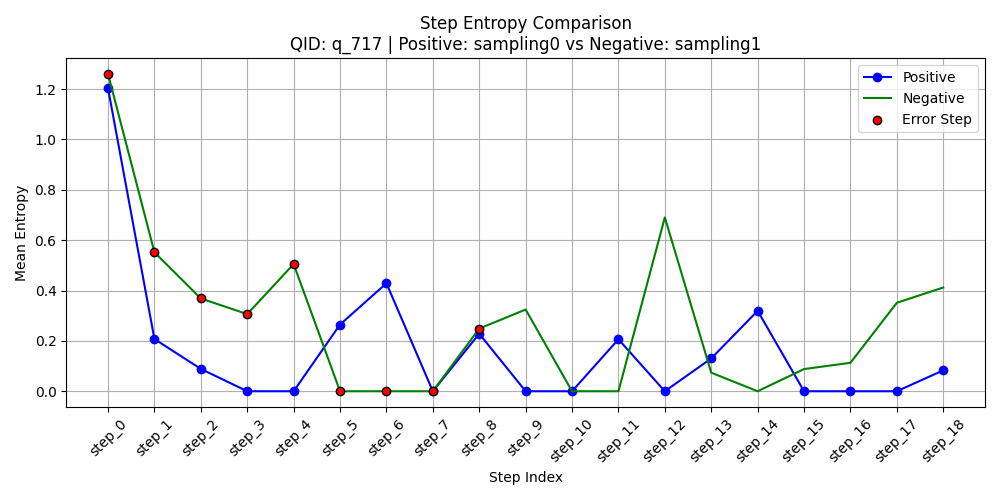 Step Entropy Comparison
QID: q_717 | Positive: sampling0 vs Negative: sampling1
Positive
Negative
Error Step
Mean Entropy
1.2
1.0
0.8
0.6
0.4
0.2
0.0
step_0
step_1
step_2
step_3
step_4
step_5
step_6
step_7
step_8
step_9
step_10
step_11
step_12
step_13
step_14
step_15
step_16
step_17
step_18
Step Index